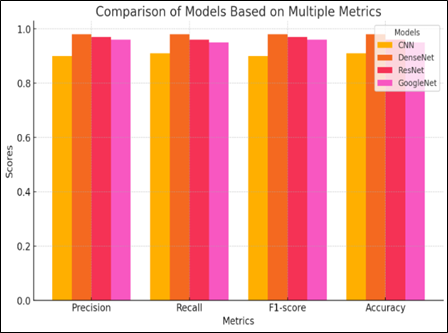 Comparison of Models Based on Multiple Metrics
1.0
0.8
0.6
0.4
0.2
0.0
Scores
Models
CNN
DenseNet
ResNet
GoogleNet
Precision
Recall
F1-score
Accuracy
Metrics